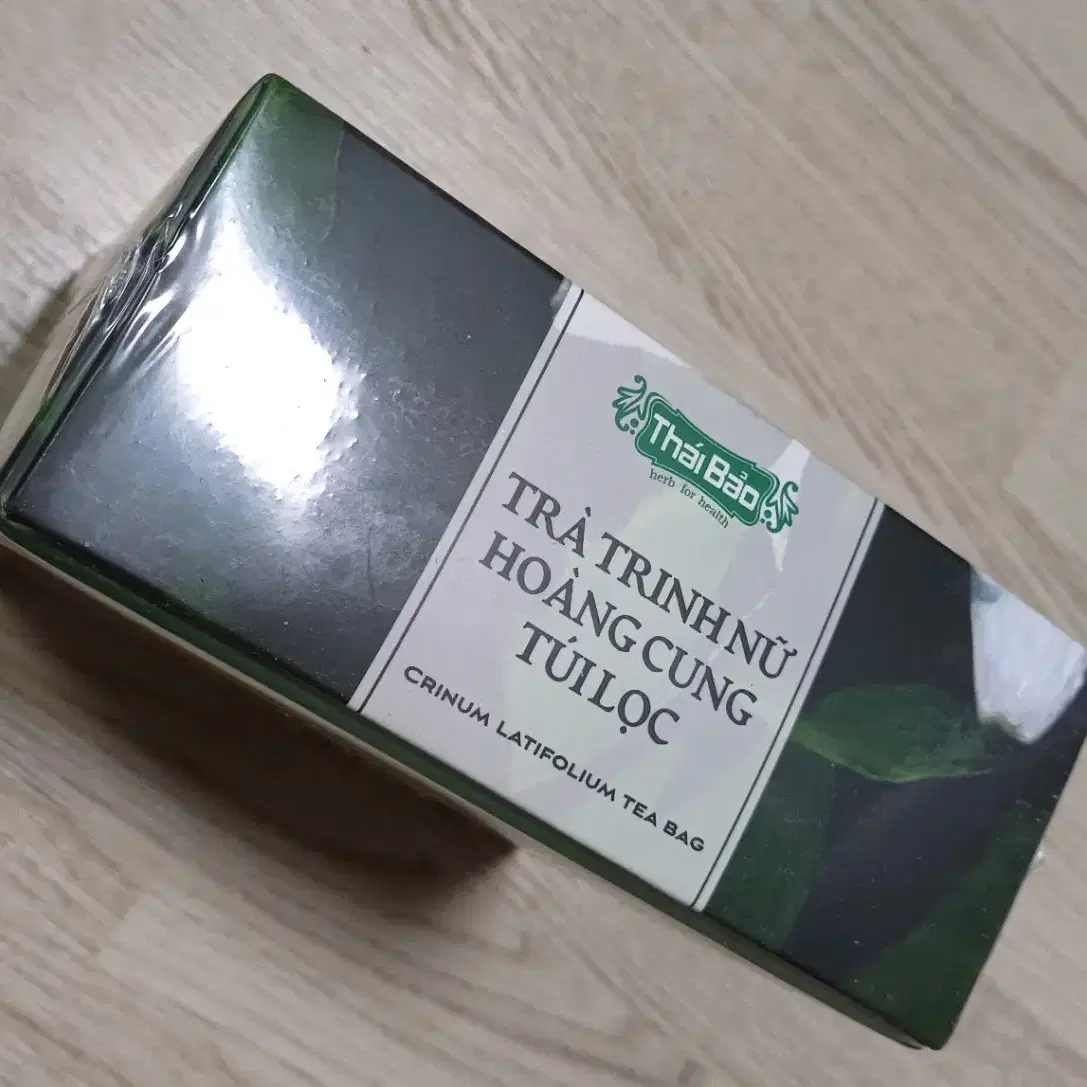 Thái Bảo
herb for health
TRÀ TRINH NỮ
HOÀNG CUNG
TÚI LỌC
CRINUM LATIFOLIUM TEA BAG